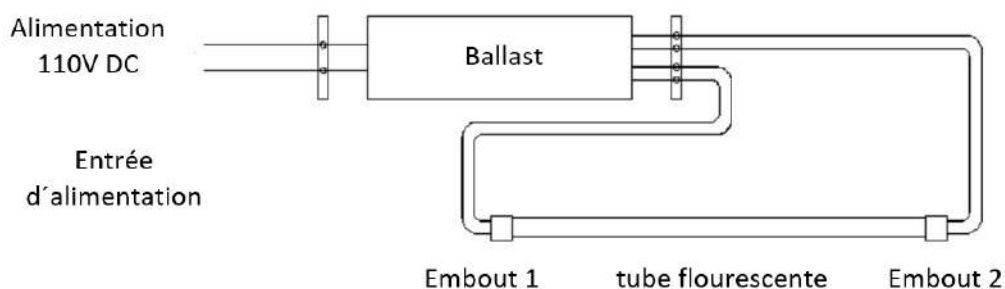 Alimentation
110V DC
Ballast
Entrée
d´alimentation
Embout 1
tube flourescente
Embout 2